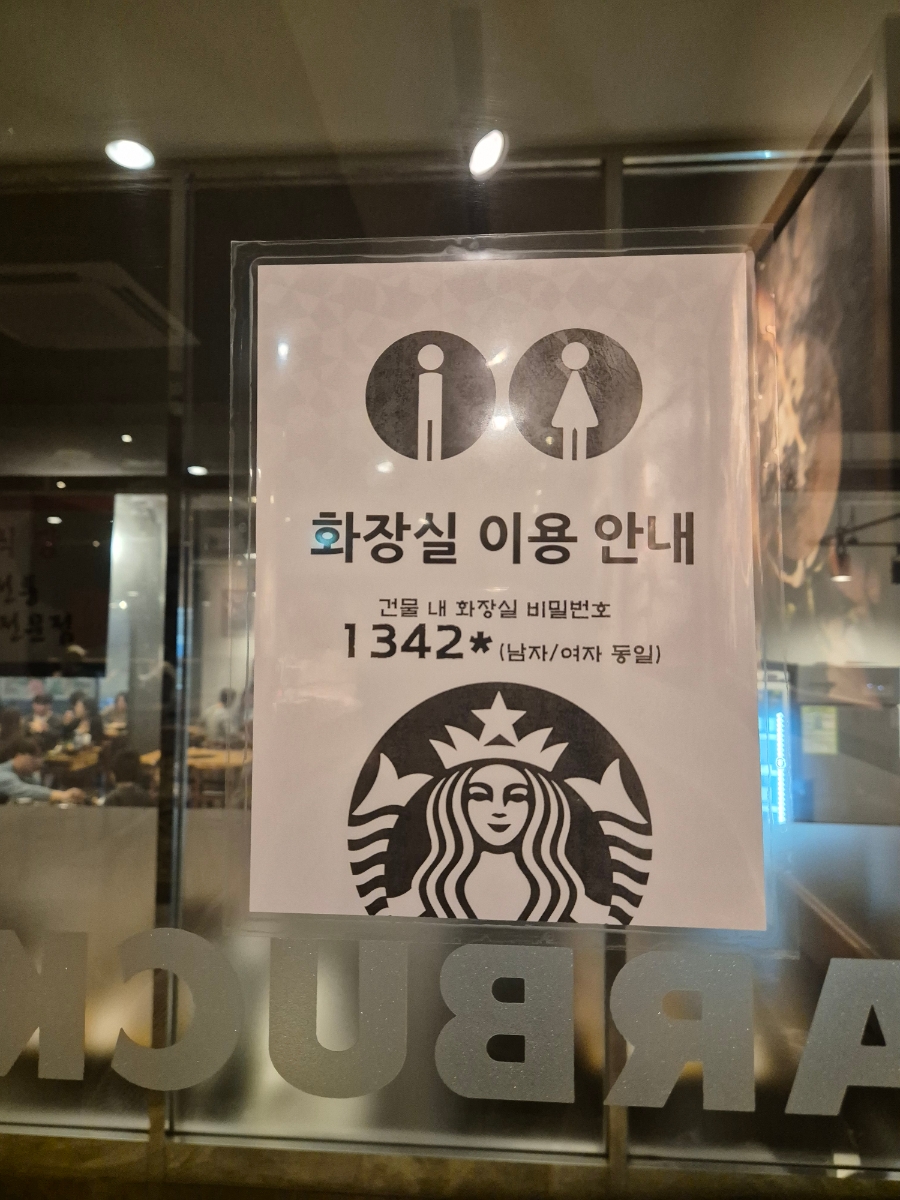 화장실 이용 안내
건물 내 화장실 비밀번호
1342* (남자/여자 동일)
ARBUCK